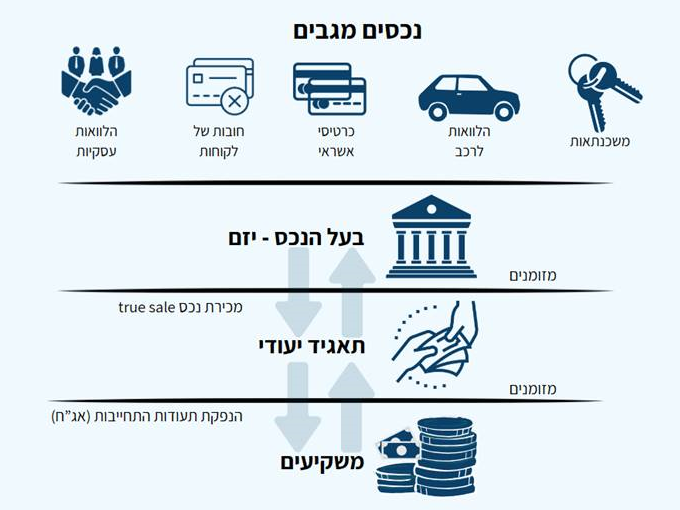 נכסים מגבים
משכנתאות
הלוואות
לרכב
כרטיסי
אשראי
חובות של
לקוחות
הלוואות
עסקיות
בעל הנכס - יזם
מזומנים
מכירת נכס true sale
תאגיד יעודי
מזומנים
הנפקת תעודות התחייבות (אג"ח)
משקיעים